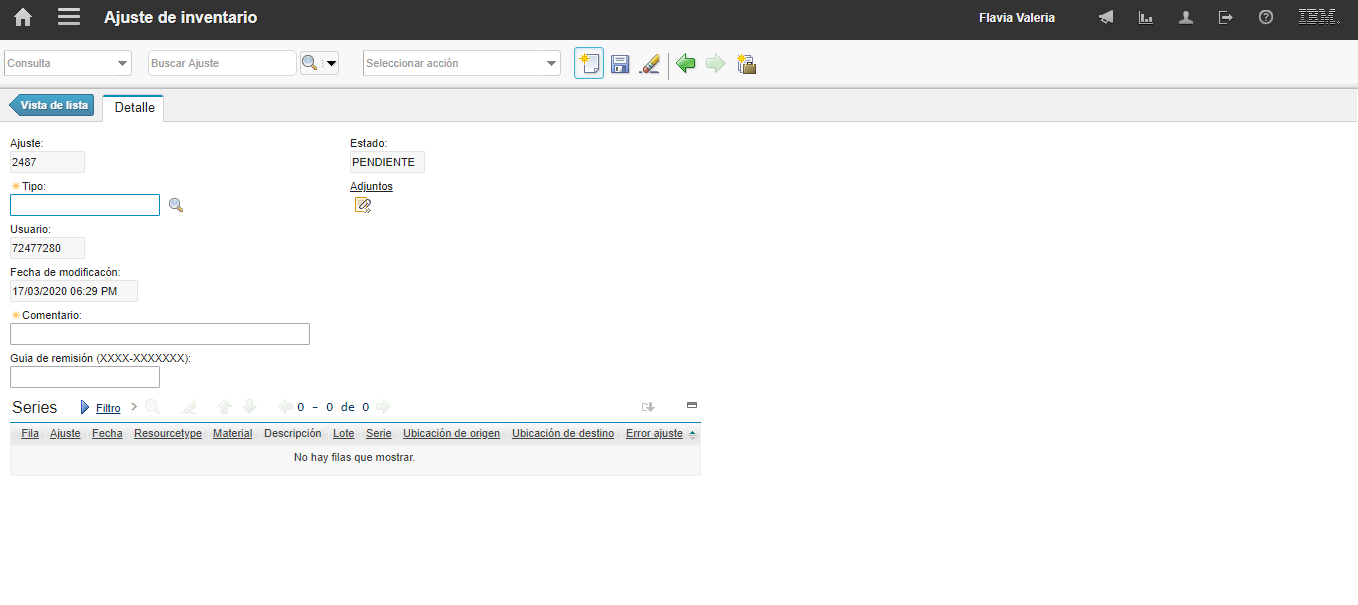 Ajuste de inventario Flavia Valeria IBM.
Consulta Buscar Ajuste Seleccionar acción
Vista de lista Detalle
Ajuste: Estado:
2487 PENDIENTE
Tipo: Adjuntos
Usuario:
72477280
Fecha de modificacón:
17/03/2020 06:29 PM
Comentario:
Guia de remisión (XXXX-XXXXXXX):
Series Filtro 0 - 0 de 0
Fila Ajuste Fecha Resourcetype Material Descripción Lote Serie Ubicación de origen Ubicación de destino Error ajuste
No hay filas que mostrar.